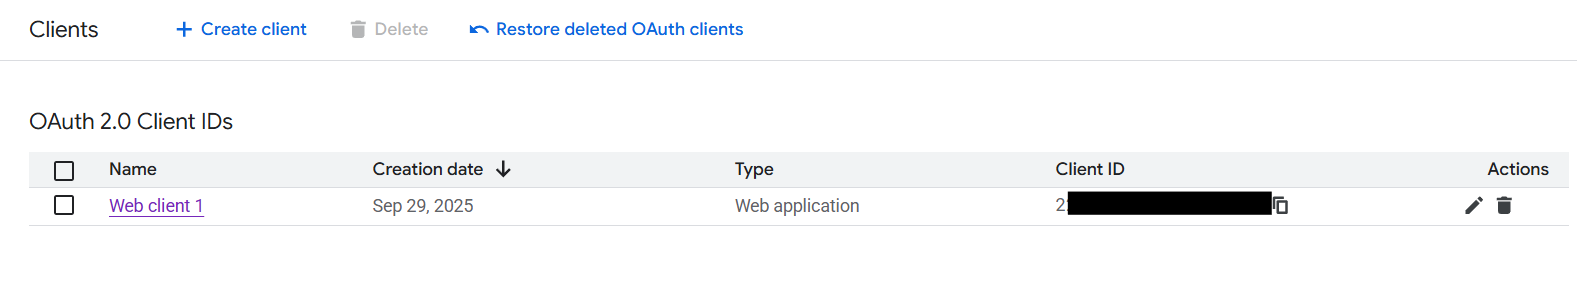 Clients Create client Delete Restore deleted OAuth clients
OAuth 2.0 Client IDs
Name Creation date Type Client ID Actions
Web client 1 Sep 29, 2025 Web application 2